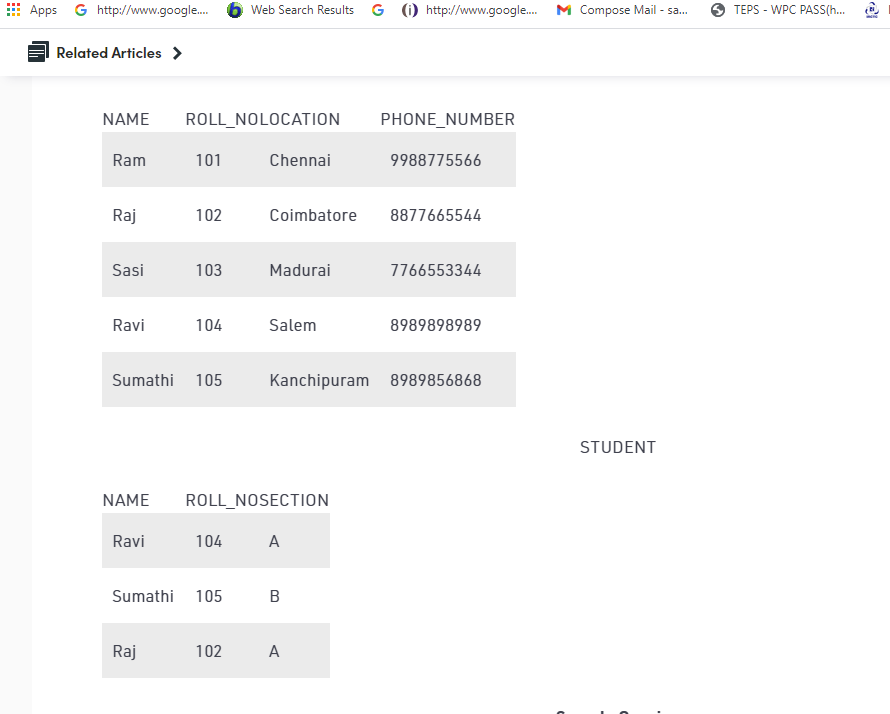 Apps http://www.google.... Web Search Results http://www.google.... Compose Mail - sa... TEPS - WPC PASS(h...
Related Articles
NAME ROLL_NOLOCATION PHONE_NUMBER
Ram 101 Chennai 9988775566
Raj 102 Coimbatore 8877665544
Sasi 103 Madurai 7766553344
Ravi 104 Salem 8989898989
Sumathi 105 Kanchipuram 8989856868
STUDENT
NAME ROLL_NOSECTION
Ravi 104 A
Sumathi 105 B
Raj 102 A